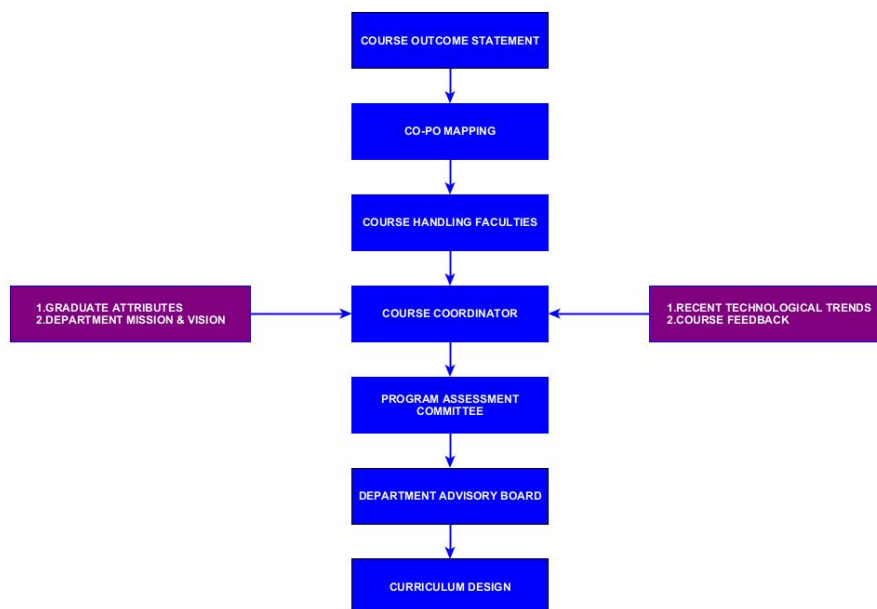 COURSE OUTCOME STATEMENT
CO-PO MAPPING
COURSE HANDLING FACULTIES
1.GRADUATE ATTRIBUTES
2.DEPARTMENT MISSION & VISION
COURSE COORDINATOR
1.RECENT TECHNOLOGICAL TRENDS
2.COURSE FEEDBACK
PROGRAM ASSESSMENT
COMMITTEE
DEPARTMENT ADVISORY BOARD
CURRICULUM DESIGN